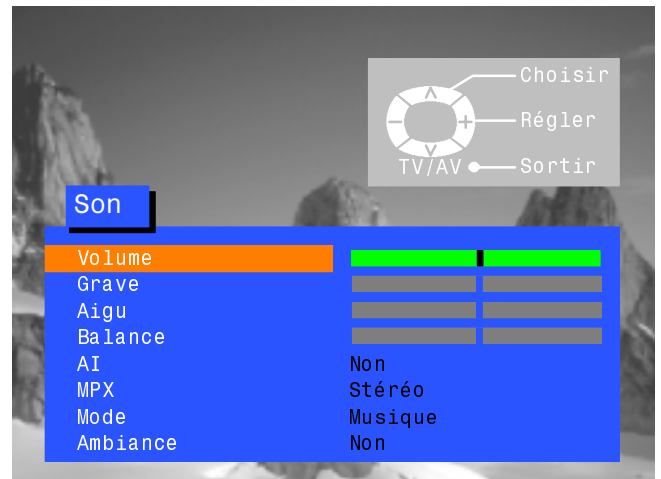 Choisir
Régler
TV/AV Sortir
Son
Volume
Grave
Aigu
Balance
AI Non
MPX Stéréo
Mode Musique
Ambiance Non